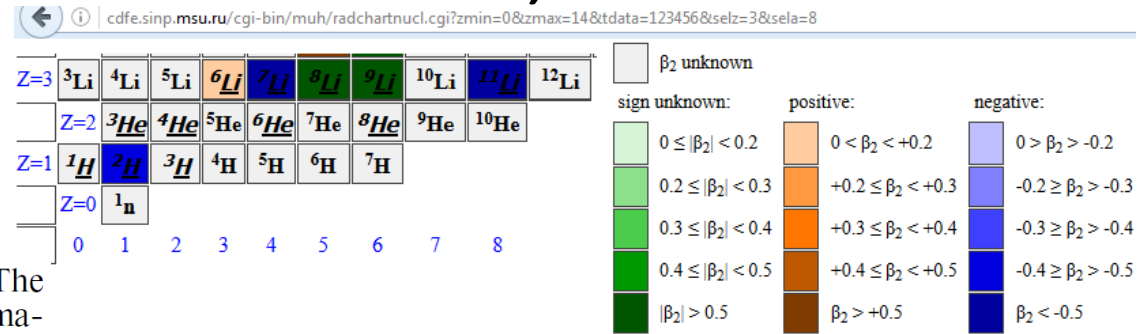 cdfe.sinp.msu.ru/cgi-bin/muh/radchartnucl.cgi?zmin=0&zmax=14&tdata=123456&selz=3&sela=8
Z=3 ³Li ⁴Li ⁵Li ⁶Li ⁷Li ⁸Li ⁹Li ¹⁰Li ¹¹Li ¹²Li
Z=2 ³He ⁴He ⁵He ⁶He ⁷He ⁸He ⁹He ¹⁰He
Z=1 ¹H ²H ³H ⁴H ⁵H ⁶H ⁷H
Z=0 ¹n
0 1 2 3 4 5 6 7 8
The
ma-
β₂ unknown
sign unknown: positive: negative:
0 ≤ |β₂| < 0.2 0 < β₂ < +0.2 0 > β₂ > -0.2
0.2 ≤ |β₂| < 0.3 +0.2 ≤ β₂ < +0.3 -0.2 ≥ β₂ > -0.3
0.3 ≤ |β₂| < 0.4 +0.3 ≤ β₂ < +0.4 -0.3 ≥ β₂ > -0.4
0.4 ≤ |β₂| < 0.5 +0.4 ≤ β₂ < +0.5 -0.4 ≥ β₂ > -0.5
|β₂| > 0.5 β₂ > +0.5 β₂ < -0.5